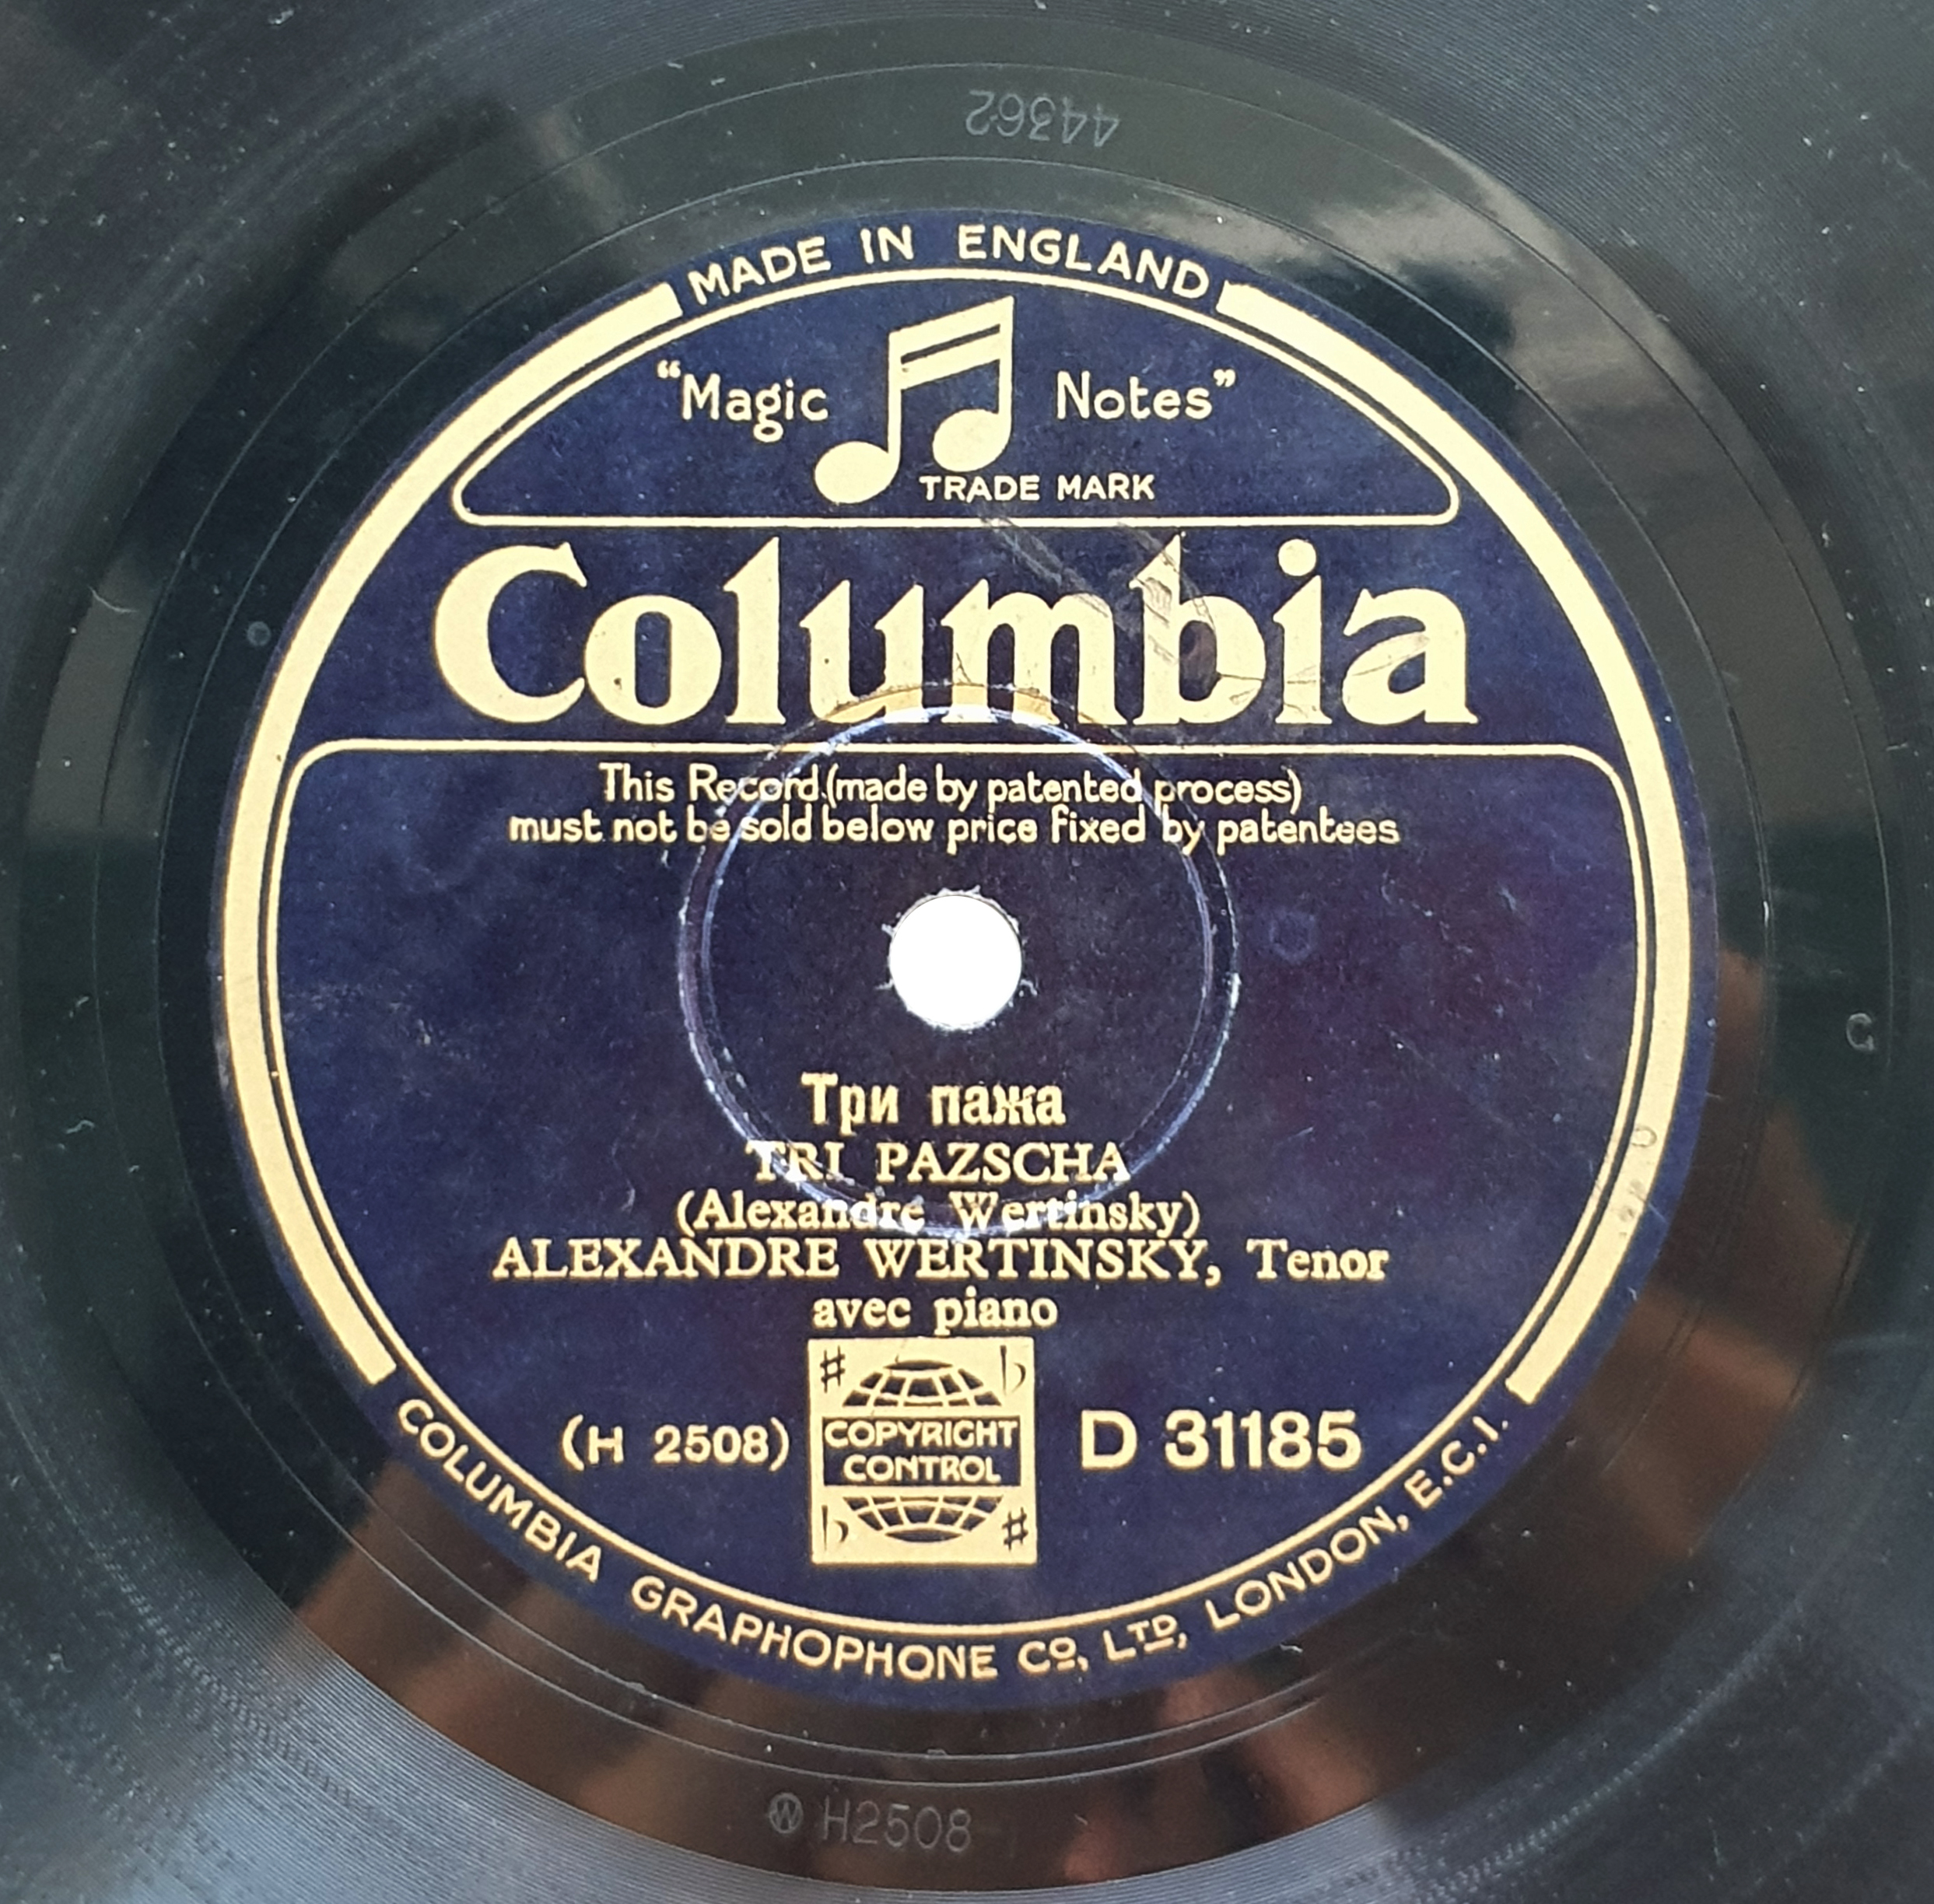 44362
MADE IN ENGLAND
“Magic Notes”
TRADE MARK
Columbia
This Record (made by patented process)
must not be sold below price fixed by patentees
Три пажа
TRI PAZSCHA
(Alexandre Wertinsky)
ALEXANDRE WERTINSKY, Tenor
avec piano
(H 2508)
COPYRIGHT
CONTROL
D 31185
COLUMBIA GRAPHOPHONE CO, LTD, LONDON, E.C.1.
W H2508